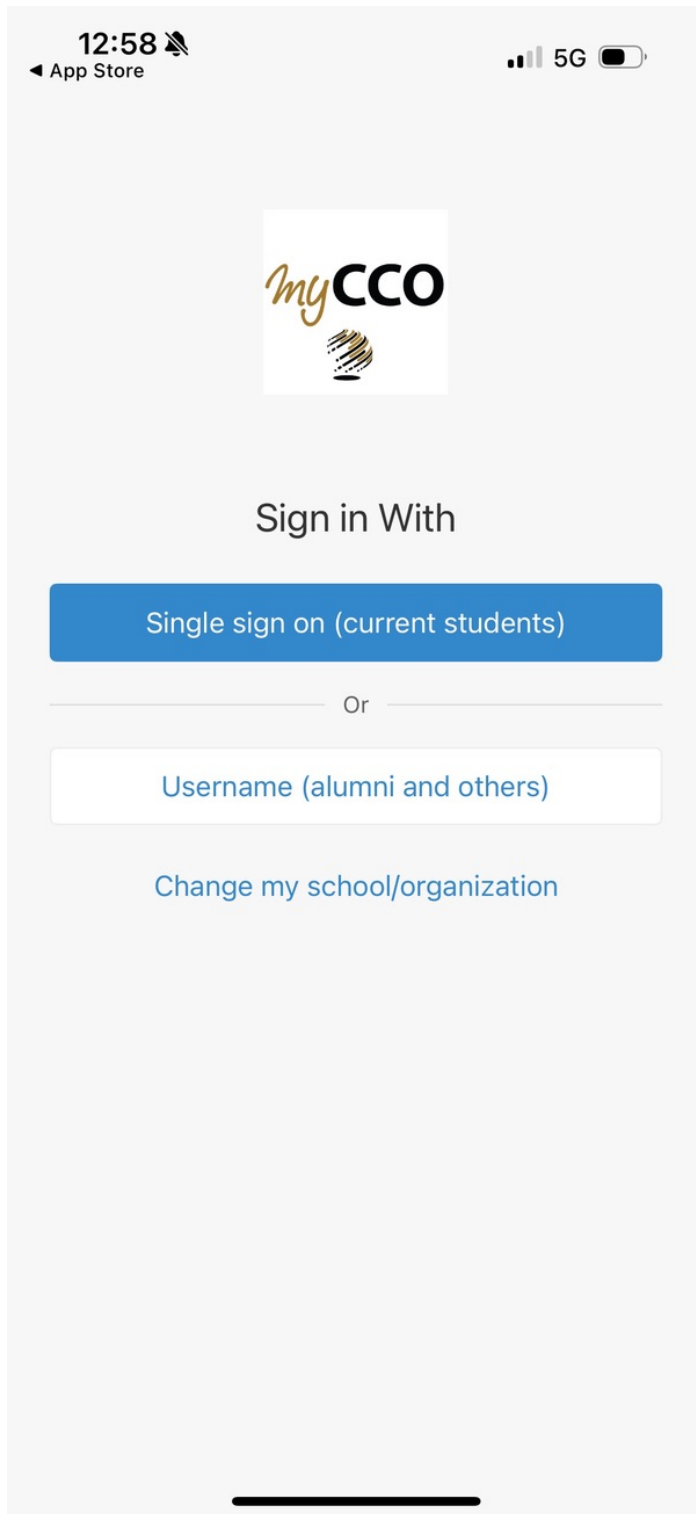 12:58
◀ App Store
5G
myCCO
Sign in With
Single sign on (current students)
Or
Username (alumni and others)
Change my school/organization